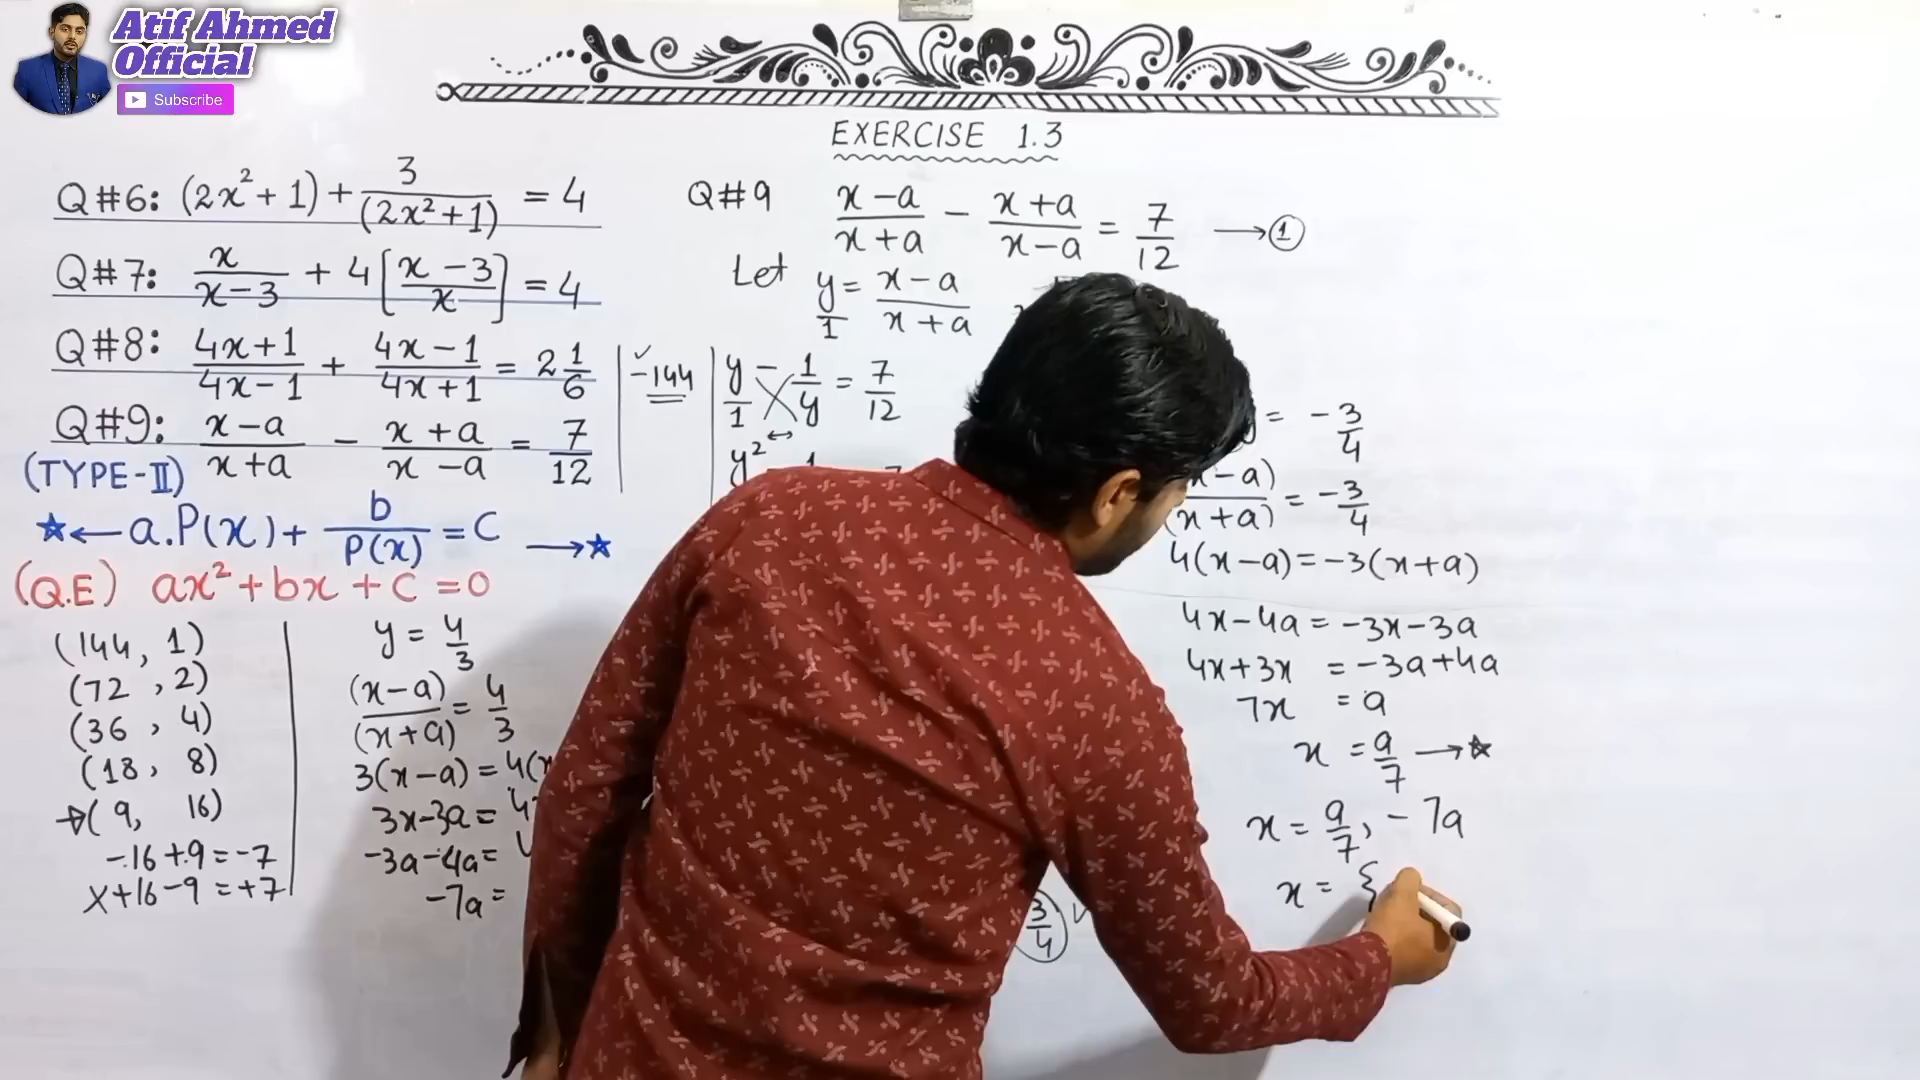 Atif Ahmed
Official
Subscribe
EXERCISE 1.3
Q#6: (2x² + 1) + 3/(2x² + 1) = 4
Q#7: x/(x-3) + 4[(x-3)/x] = 4
Q#8: (4x+1)/(4x-1) + (4x-1)/(4x+1) = 2 1/6
Q#9: (x-a)/(x+a) - (x+a)/(x-a) = 7/12
(TYPE-II)
★← a.P(x) + b/P(x) = C →★
(Q.E) ax² + bx + c = 0
(144, 1)
(72, 2)
(36, 4)
(18, 8)
→(9, 16)
-16+9=-7
x+16-9=+7
y = 4/3
(x-a)/(x+a) = 4/3
3(x-a) = 4(x
3x-3a = 4
-3a-4a =
-7a =
✓
-144
Q#9 (x-a)/(x+a) - (x+a)/(x-a) = 7/12 → ①
Let y/1 = (x-a)/(x+a)
y/1 - 1/y = 7/12
y²
3/4
= -3/4
(x-a)/(x+a) = -3/4
4(x-a) = -3(x+a)
4x-4a = -3x-3a
4x+3x = -3a+4a
7x = a
x = a/7 →★
x = a/7, -7a
x = {